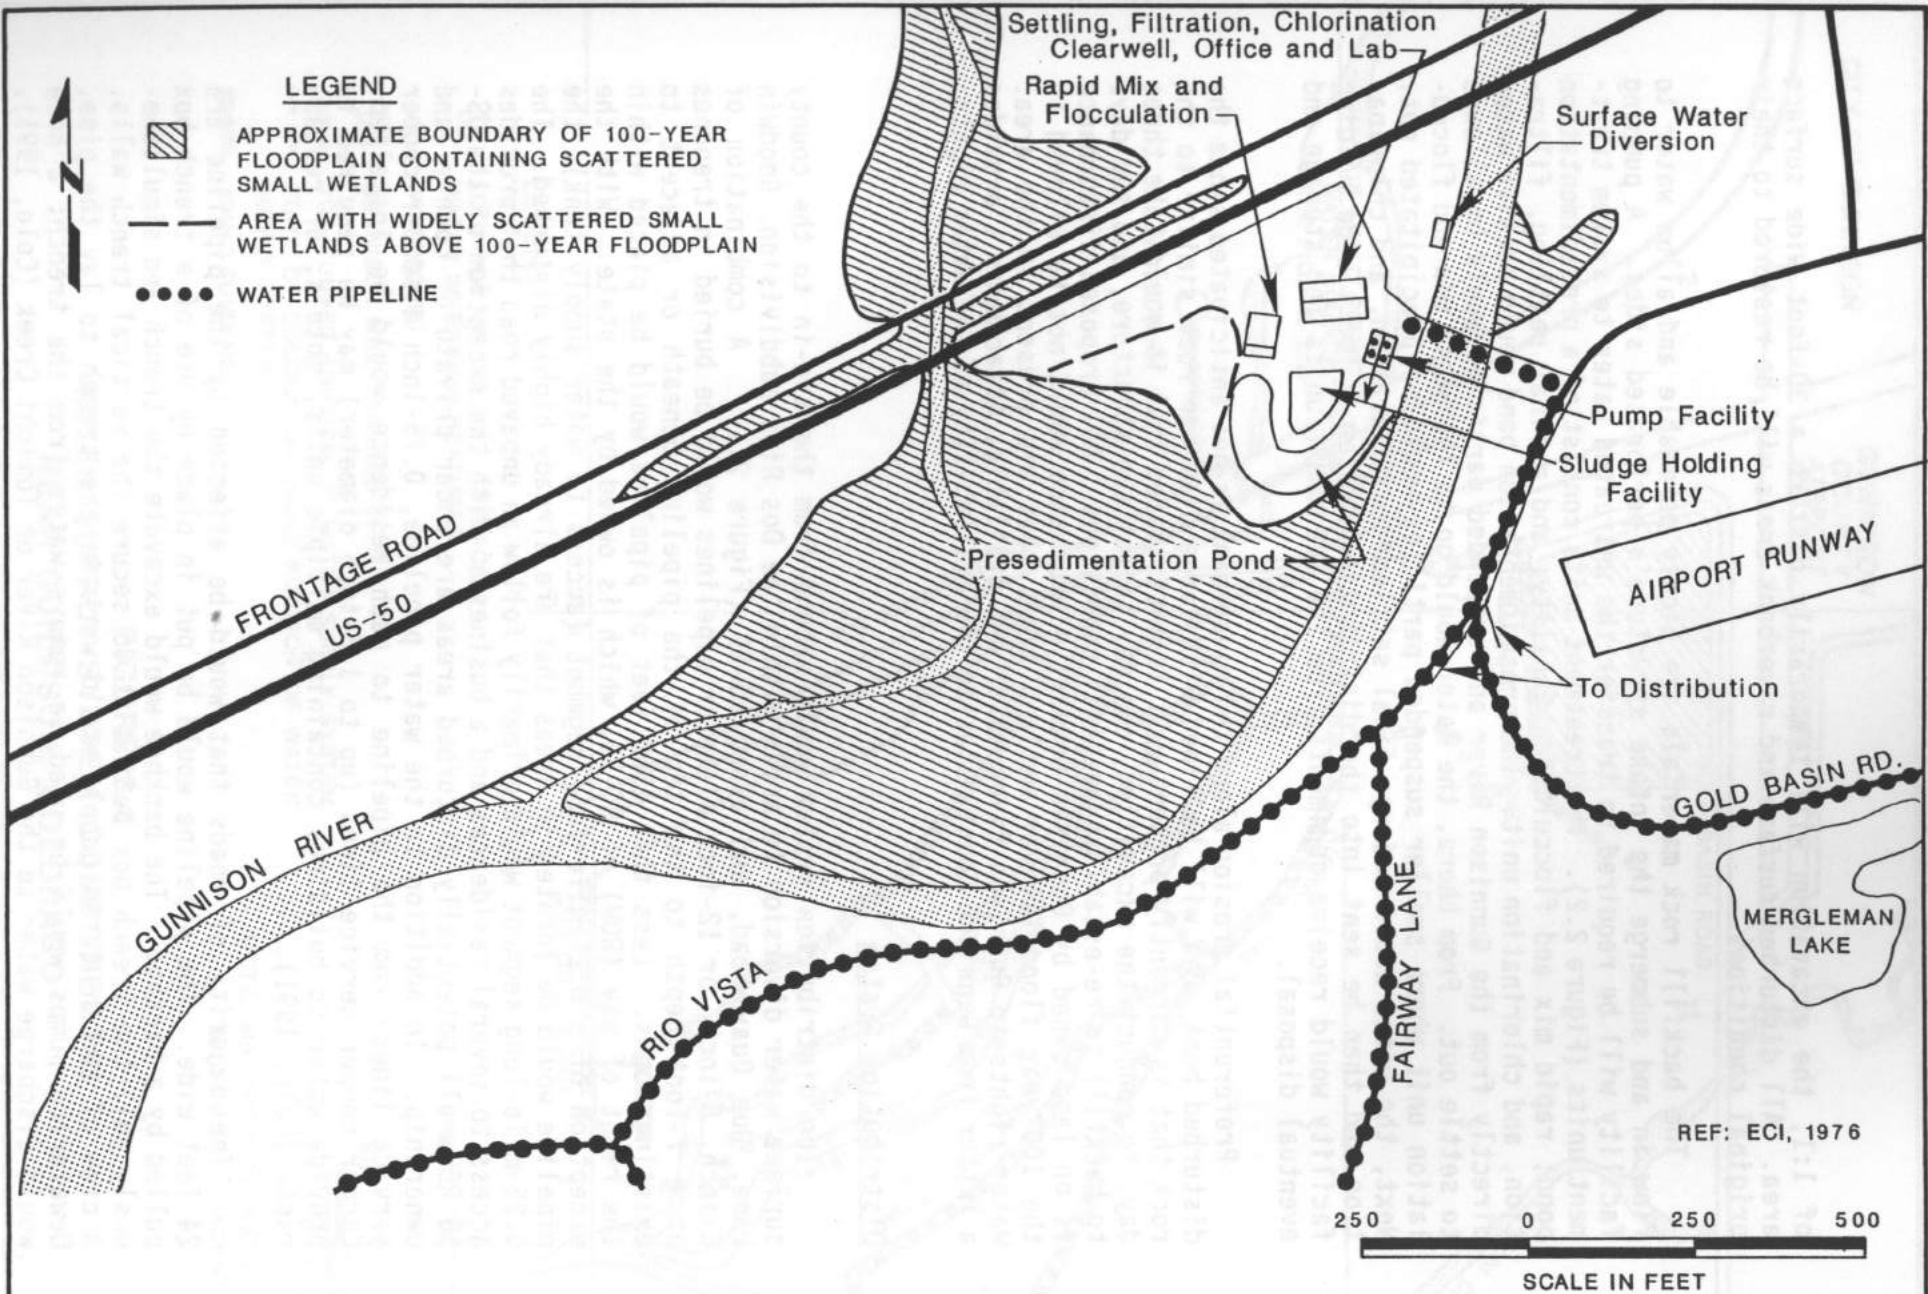 LEGEND
APPROXIMATE BOUNDARY OF 100-YEAR
FLOODPLAIN CONTAINING SCATTERED
SMALL WETLANDS
AREA WITH WIDELY SCATTERED SMALL
WETLANDS ABOVE 100-YEAR FLOODPLAIN
WATER PIPELINE
N
Settling, Filtration, Chlorination
Clearwell, Office and Lab
Rapid Mix and
Flocculation
Surface Water
Diversion
Pump Facility
Sludge Holding
Facility
Presedimentation Pond
AIRPORT RUNWAY
To Distribution
FRONTAGE ROAD
US-50
GUNNISON RIVER
GOLD BASIN RD.
MERGLEMAN
LAKE
RIO VISTA
FAIRWAY LANE
REF: ECI, 1976
250 0 250 500
SCALE IN FEET